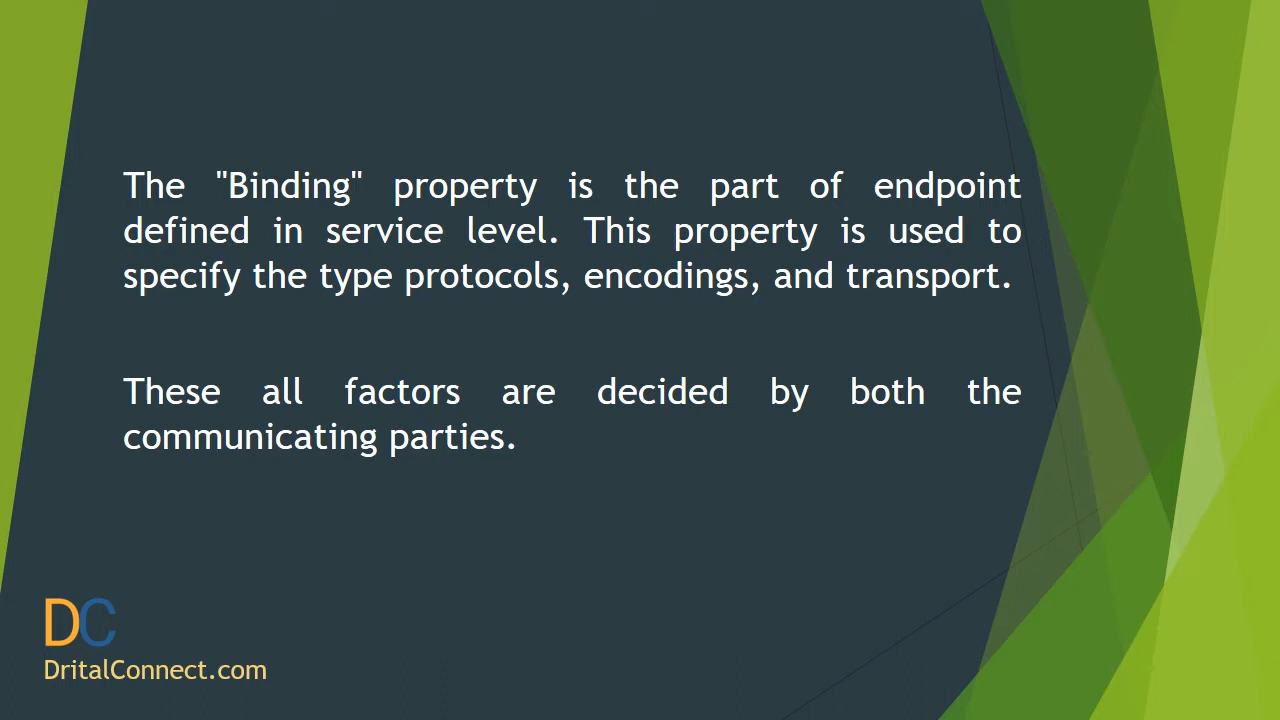 The "Binding" property is the part of endpoint
defined in service level. This property is used to
specify the type protocols, encodings, and transport.
These all factors are decided by both the
communicating parties.
DC
DritalConnect.com